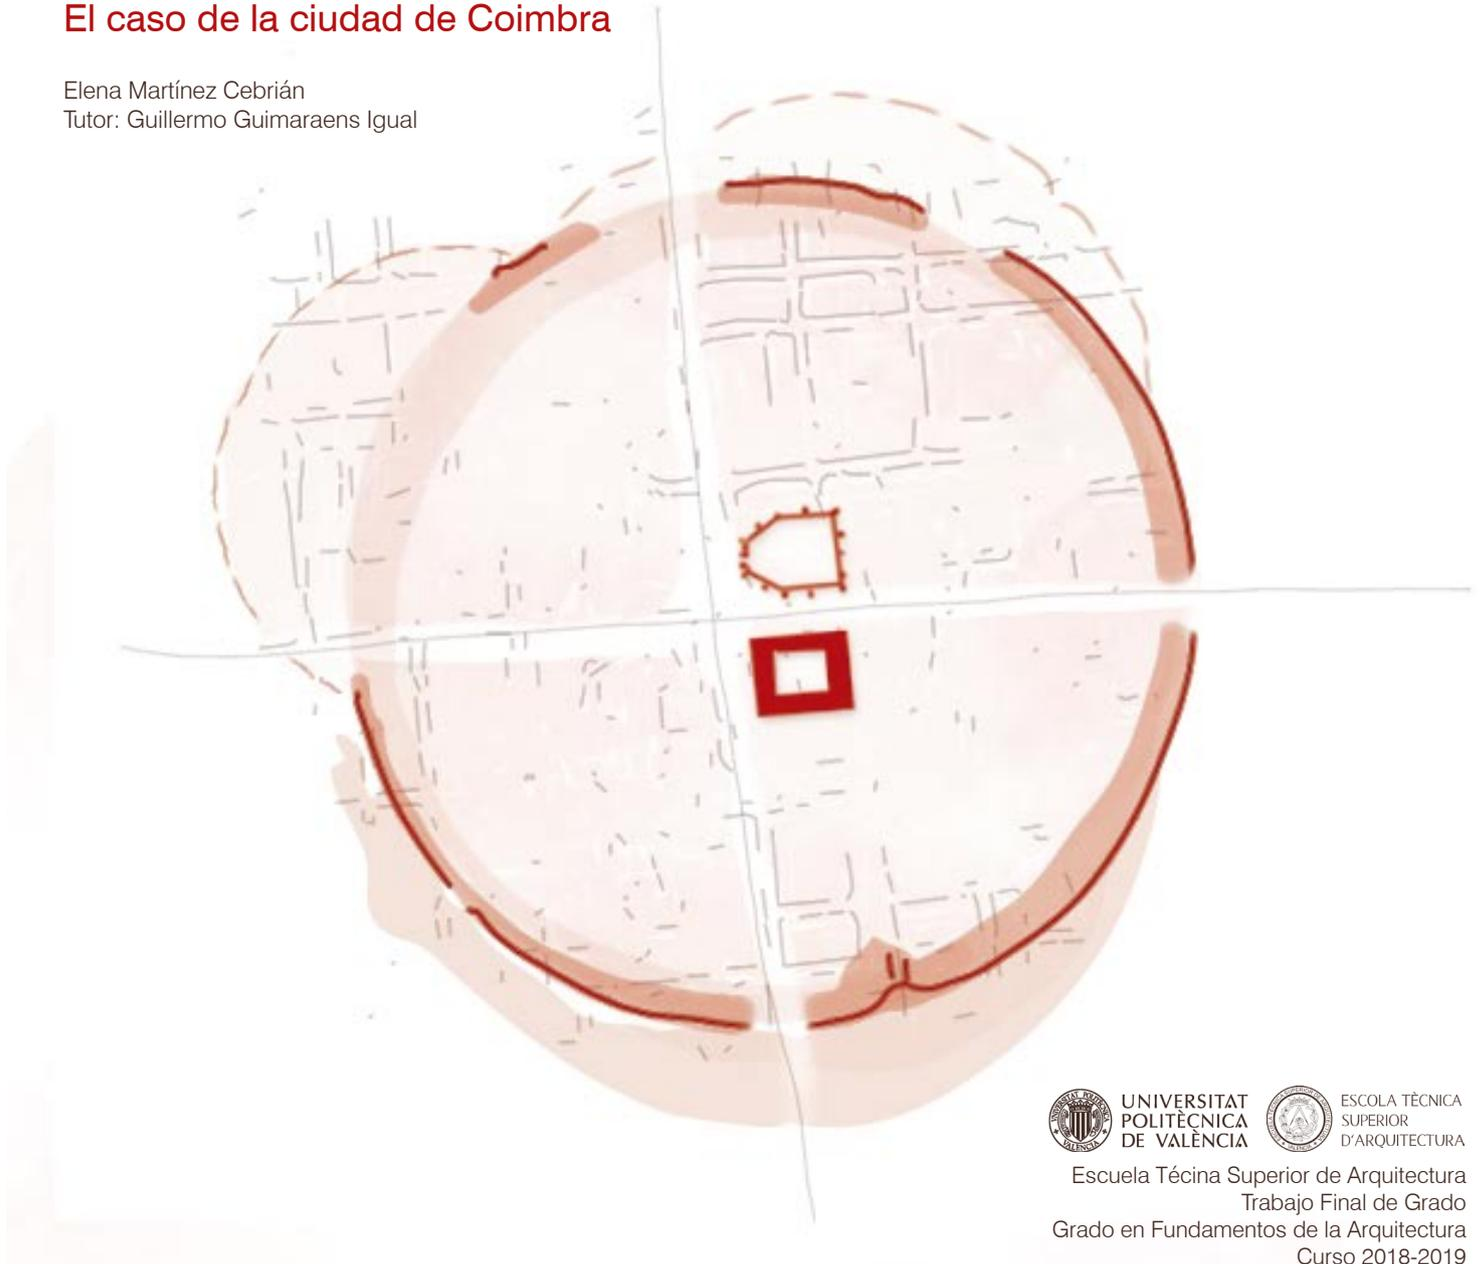 El caso de la ciudad de Coimbra
Elena Martínez Cebrián
Tutor: Guillermo Guimaraens Igual
UNIVERSITAT
POLITÈCNICA
DE VALÈNCIA
ESCOLA TÈCNICA
SUPERIOR
D'ARQUITECTURA
Escuela Técina Superior de Arquitectura
Trabajo Final de Grado
Grado en Fundamentos de la Arquitectura
Curso 2018-2019